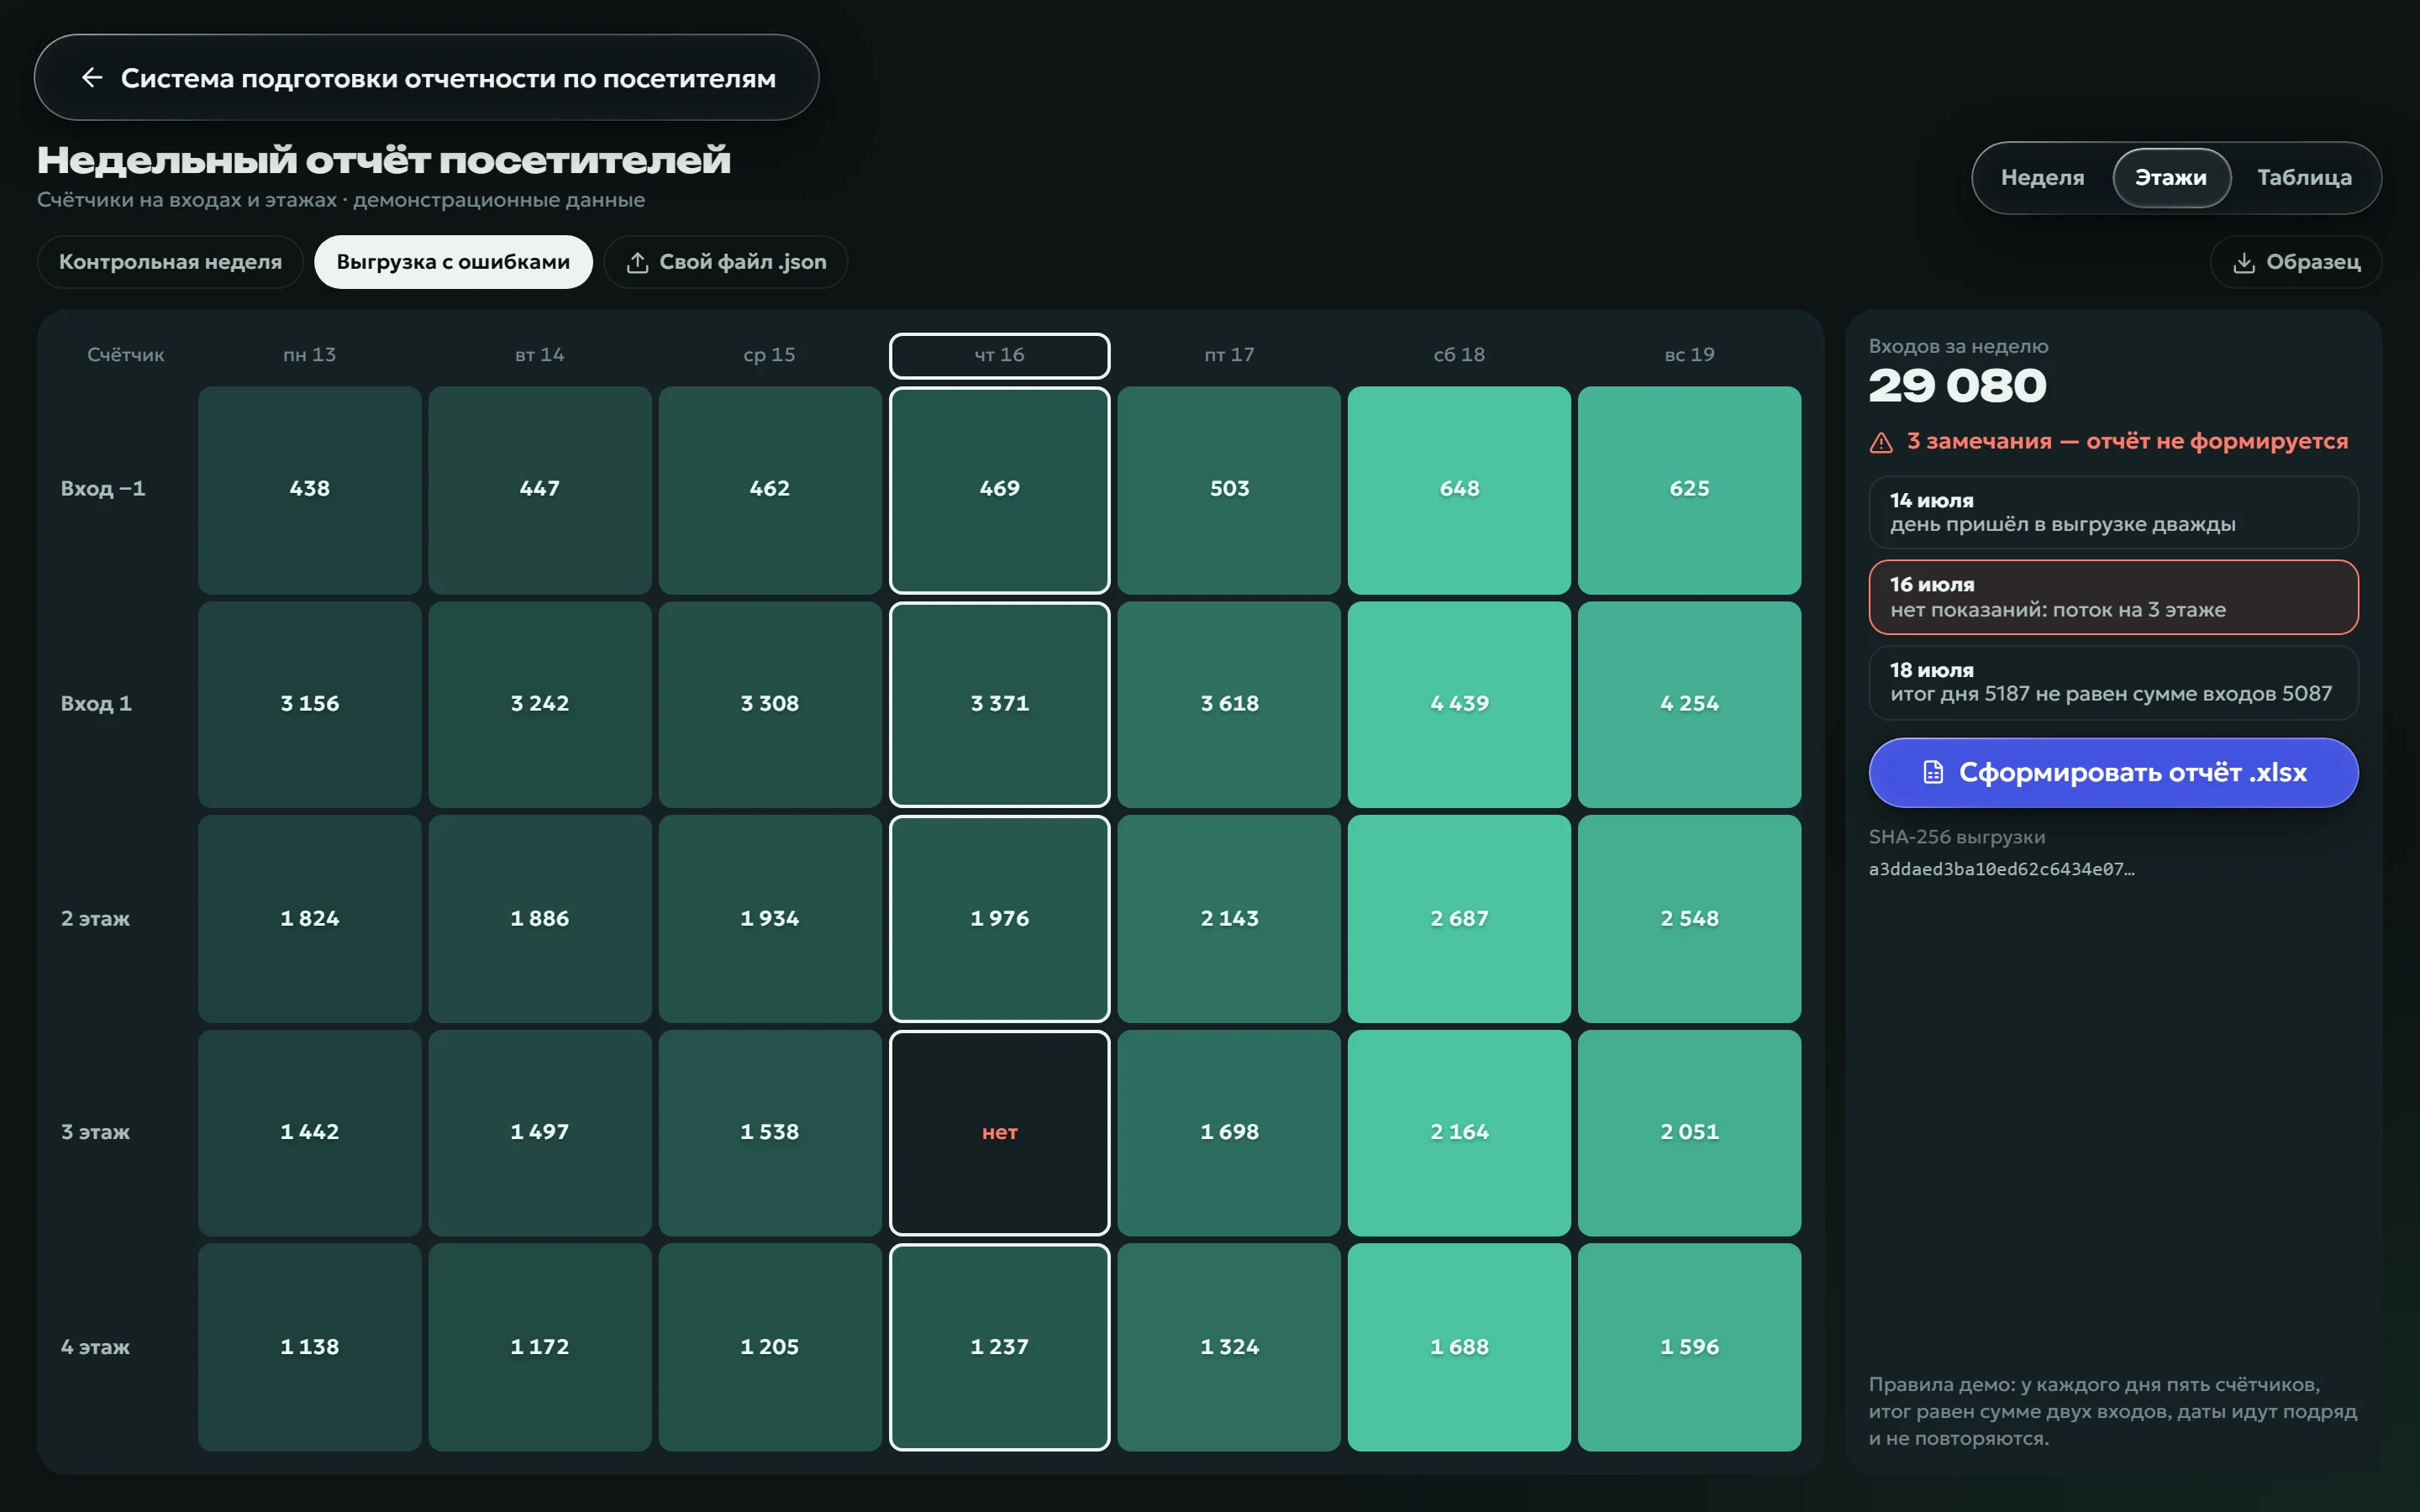 Система подготовки отчетности по посетителям
Недельный отчёт посетителей
Счётчики на входах и этажах · демонстрационные данные
Неделя Этажи Таблица
Контрольная неделя Выгрузка с ошибками Свой файл .json Образец
Счётчик пн 13 вт 14 ср 15 чт 16 пт 17 сб 18 вс 19
Вход −1 438 447 462 469 503 648 625
Вход 1 3 156 3 242 3 308 3 371 3 618 4 439 4 254
2 этаж 1 824 1 886 1 934 1 976 2 143 2 687 2 548
3 этаж 1 442 1 497 1 538 нет 1 698 2 164 2 051
4 этаж 1 138 1 172 1 205 1 237 1 324 1 688 1 596
Входов за неделю
29 080
3 замечания — отчёт не формируется
14 июля
день пришёл в выгрузке дважды
16 июля
нет показаний: поток на 3 этаже
18 июля
итог дня 5187 не равен сумме входов 5087
Сформировать отчёт .xlsx
SHA-256 выгрузки
a3ddaed3ba10ed62c6434e07…
Правила демо: у каждого дня пять счётчиков,
итог равен сумме двух входов, даты идут подряд
и не повторяются.